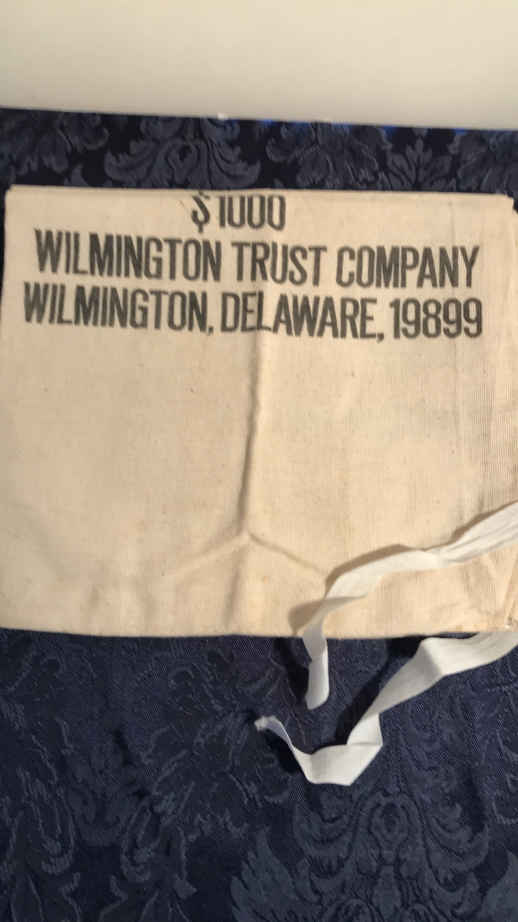 $1000
WILMINGTON TRUST COMPANY
WILMINGTON, DELAWARE, 19899